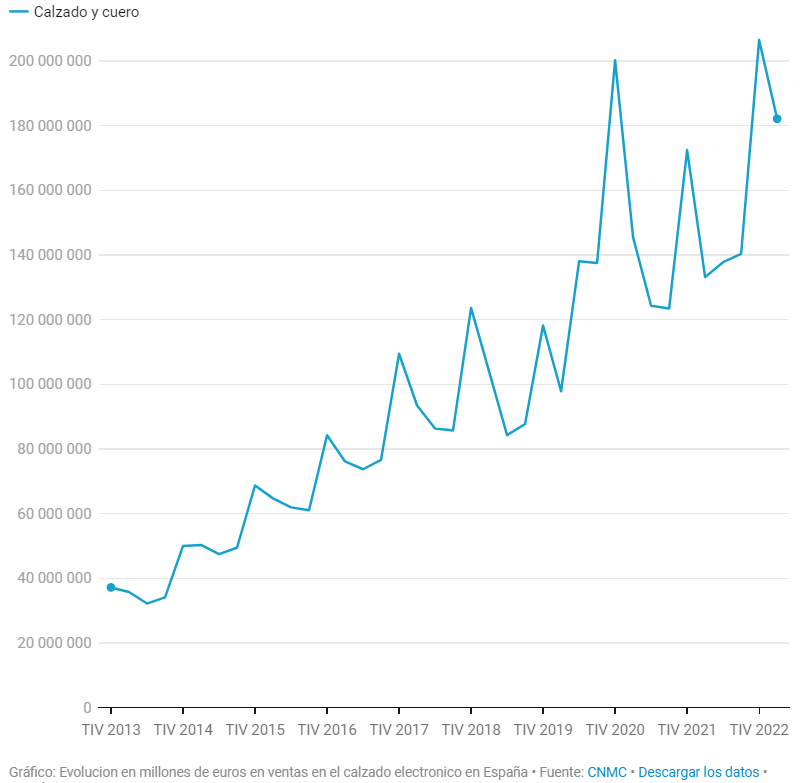 Calzado y cuero
200 000 000
180 000 000
160 000 000
140 000 000
120 000 000
100 000 000
80 000 000
60 000 000
40 000 000
20 000 000
0
TIV 2013 TIV 2014 TIV 2015 TIV 2016 TIV 2017 TIV 2018 TIV 2019 TIV 2020 TIV 2021 TIV 2022
Gráfico: Evolucion en millones de euros en ventas en el calzado electronico en España • Fuente: CNMC • Descargar los datos •